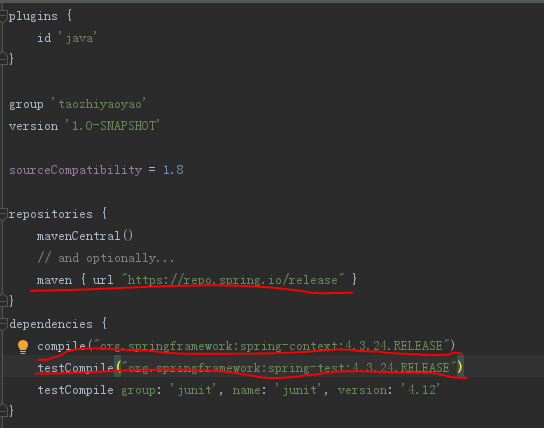 plugins {
id 'java'
}
group 'taozhiyaoyao'
version '1.0-SNAPSHOT'
sourceCompatibility = 1.8
repositories {
mavenCentral()
// and optionally...
maven { url "https://repo.spring.io/release" }
}
dependencies {
compile("org.springframework:spring-context:4.3.24.RELEASE")
testCompile("org.springframework:spring-test:4.3.24.RELEASE")
testCompile group: 'junit', name: 'junit', version: '4.12'
}